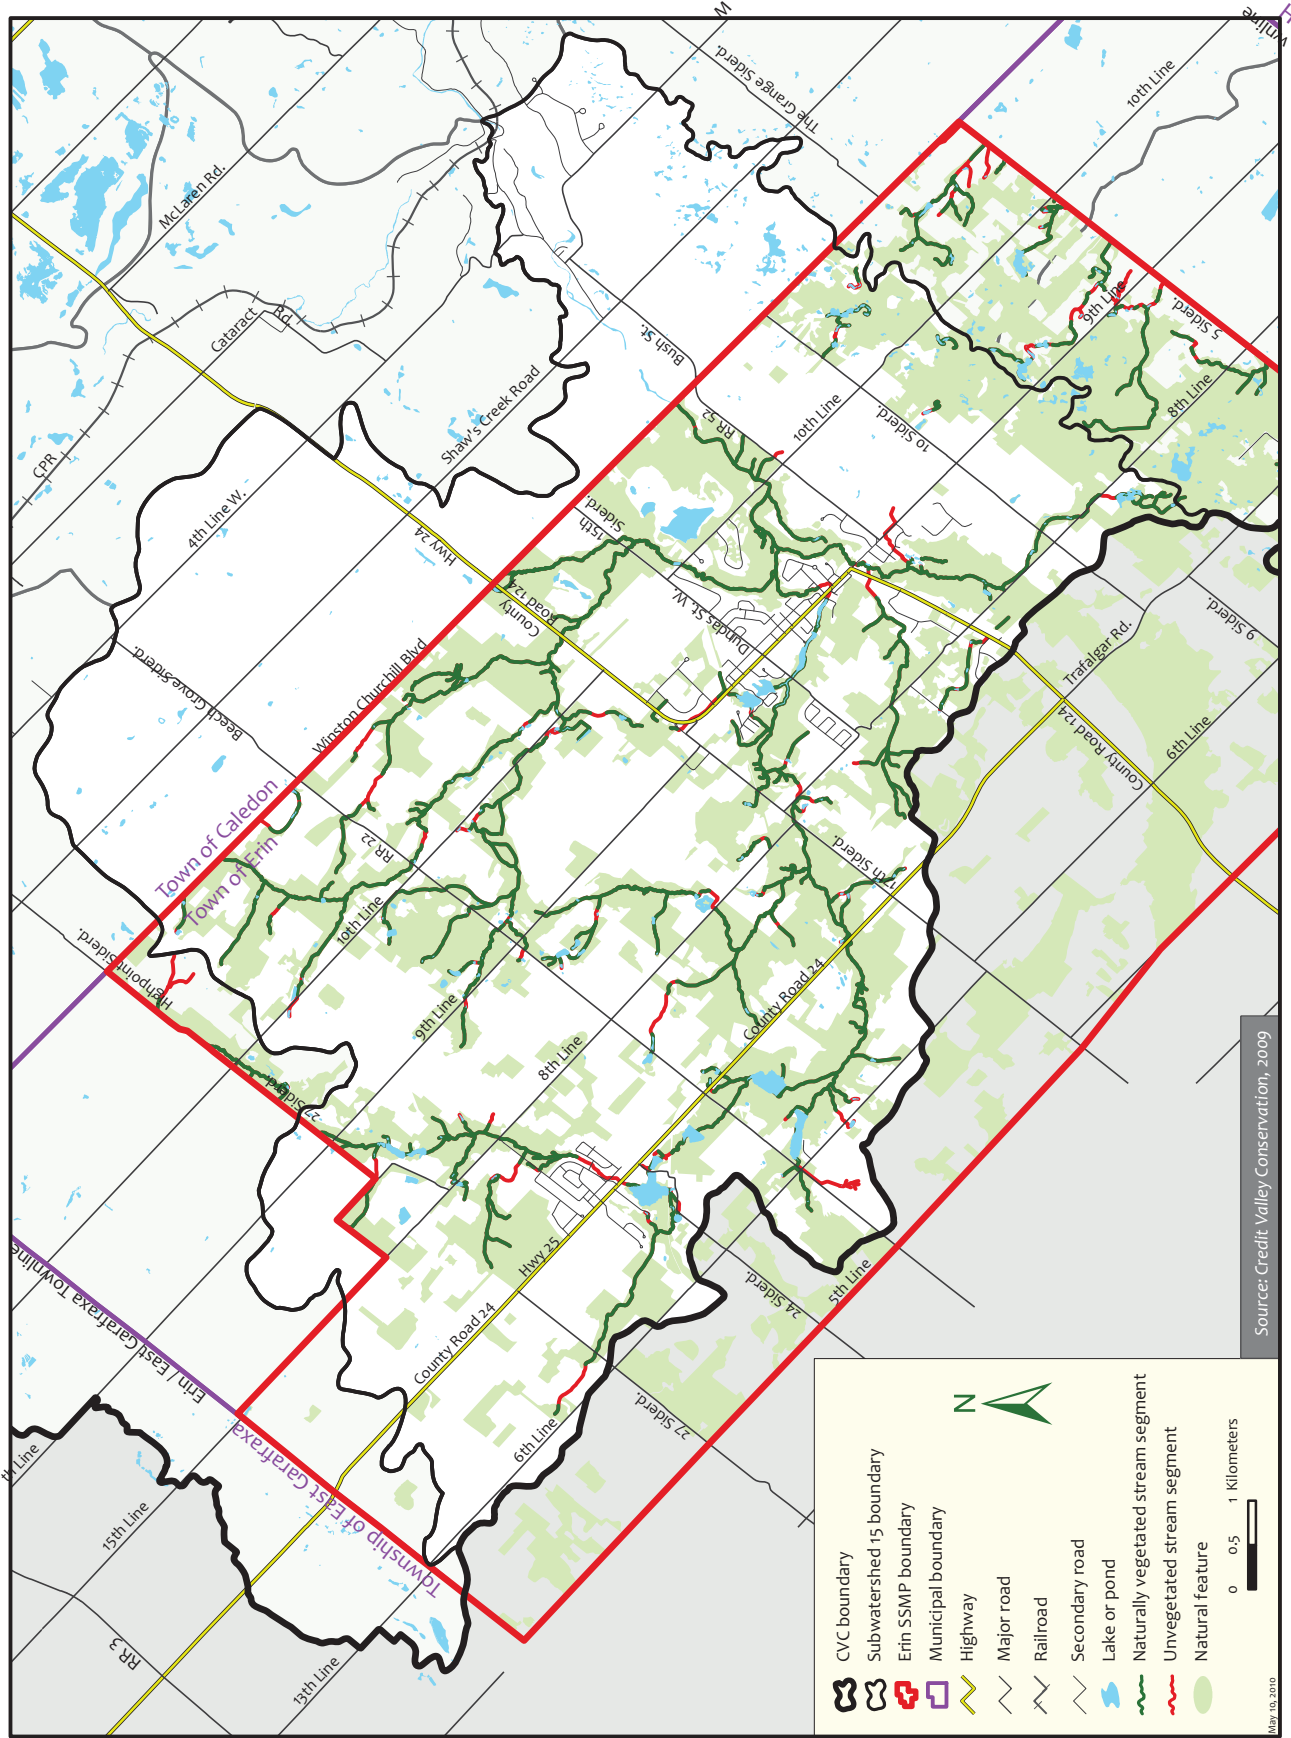 Erin / East Garafraxa Townline
Highpoint Siderd.
Beech Grove Siderd.
4th Line W.
CPR
Cataract
Rd.
McLaren Rd.
Shaw's Creek Road
Hwy 24
Winston Churchill Blvd
Town of Caledon
Town of Erin
The Grange Siderd.
10th Line
Bush St.
RR 52
15th
Siderd.
County
Road 124
Dundas St. W.
10th Line
10 Siderd.
9th Line
8th Line
5 Siderd.
9 Siderd.
Trafalgar Rd.
6th Line
County Road 124
17th Siderd.
RR 22
10th Line
9th Line
8th Line
County Road 24
27 Siderd.
Hwy 25
County Road 24
6th Line
24 Siderd.
5th Line
27 Siderd.
Township of East Garafraxa
15th Line
13th Line
RR 3
th Line
M
wnline
CVC boundary
Subwatershed 15 boundary
Erin SSMP boundary
Municipal boundary
Highway
Major road
Railroad
Secondary road
Lake or pond
Naturally vegetated stream segment
Unvegetated stream segment
Natural feature
N
0 0.5 1 Kilometers
May 10, 2010
Source: Credit Valley Conservation, 2009